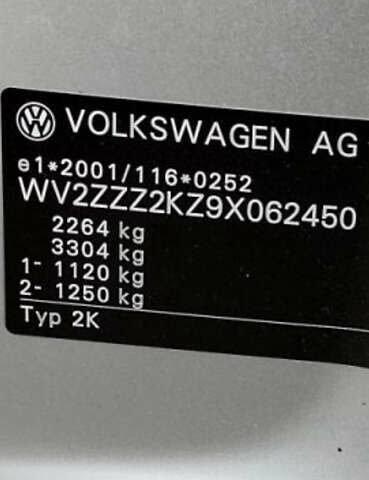 VOLKSWAGEN AG
e1*2001/116*0252
WV2ZZZ2KZ9X062450
2264 kg
3304 kg
1- 1120 kg
2- 1250 kg
Typ 2K